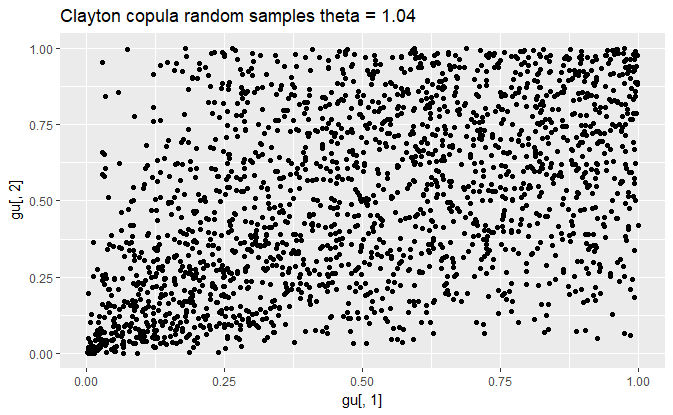 Clayton copula random samples theta = 1.04
1.00
0.75
gu[, 2]
0.50
0.25
0.00
0.00 0.25 0.50 0.75 1.00
gu[, 1]